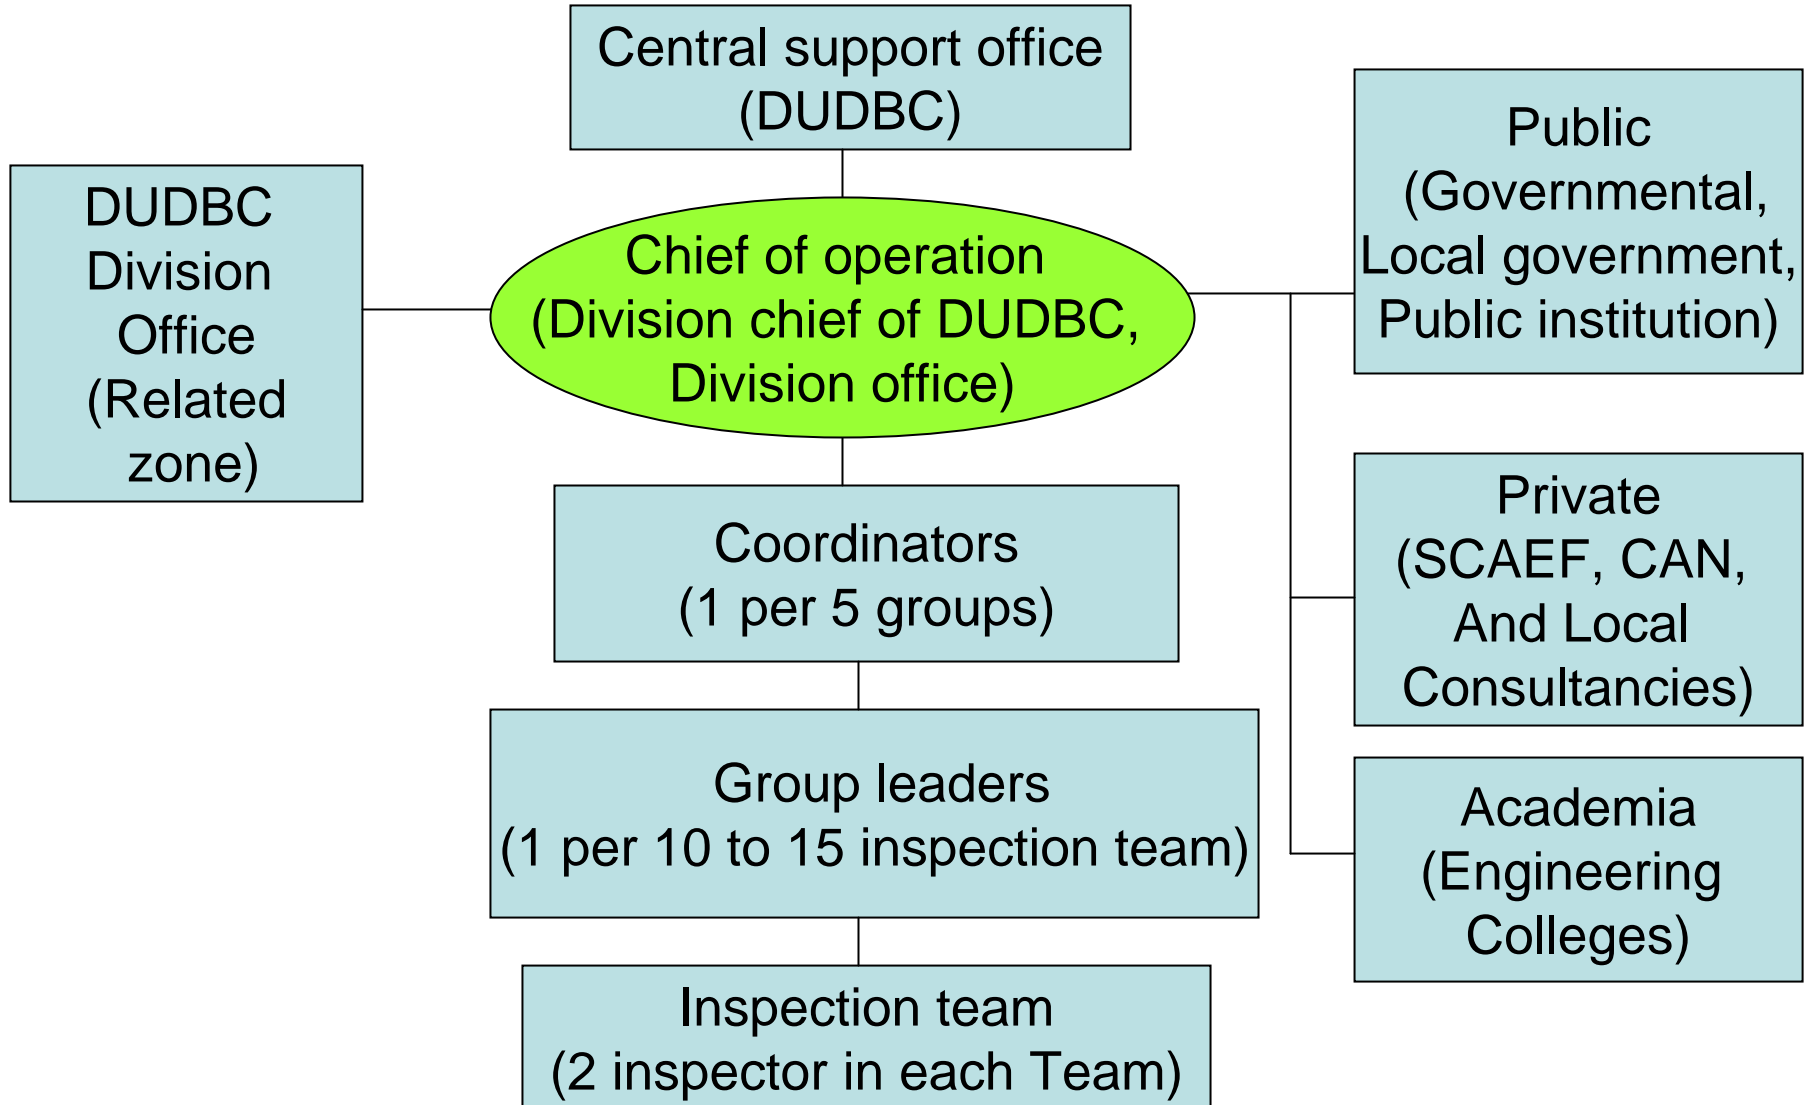 Central support office
(DUDBC)
DUDBC
Division
Office
(Related
zone)
Chief of operation
(Division chief of DUDBC,
Division office)
Public
(Governmental,
Local government,
Public institution)
Coordinators
(1 per 5 groups)
Private
(SCAEF, CAN,
And Local
Consultancies)
Group leaders
(1 per 10 to 15 inspection team)
Academia
(Engineering
Colleges)
Inspection team
(2 inspector in each Team)